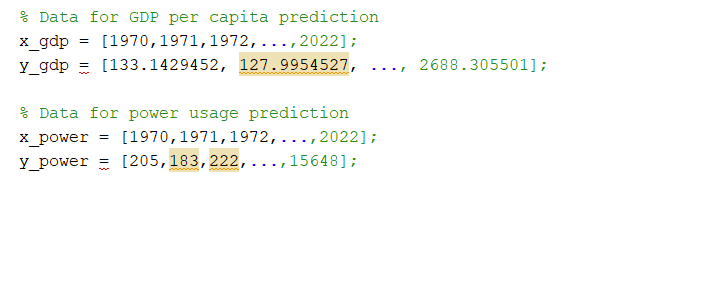 % Data for GDP per capita prediction
x_gdp = [1970,1971,1972,...,2022];
y_gdp = [133.1429452, 127.9954527, ..., 2688.305501];
% Data for power usage prediction
x_power = [1970,1971,1972,...,2022];
y_power = [205,183,222,...,15648];